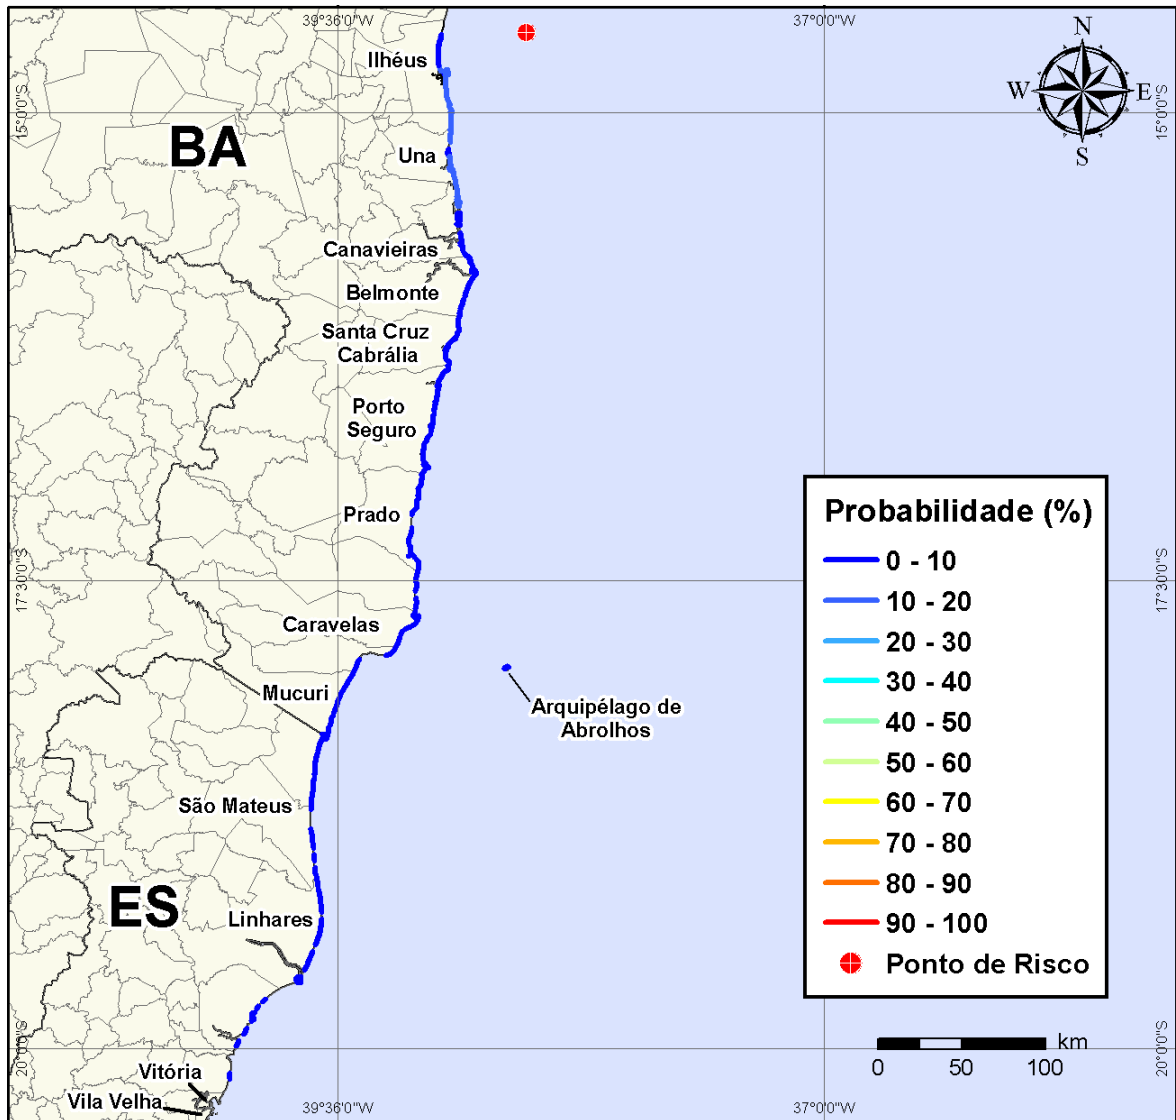 39°36'0"W
37°0'0"W
N
W
E
S
Ilhéus
15°0'0"S
15°0'0"S
BA
Una
Canavieiras
Belmonte
Santa Cruz
Cabrália
Porto
Seguro
Prado
17°30'0"S
17°30'0"S
Caravelas
Mucuri
Arquipélago de
Abrolhos
São Mateus
ES
Linhares
Probabilidade (%)
0 - 10
10 - 20
20 - 30
30 - 40
40 - 50
50 - 60
60 - 70
70 - 80
80 - 90
90 - 100
Ponto de Risco
km
0 50 100
20°0'0"S
20°0'0"S
Vitória
Vila Velha
39°36'0"W
37°0'0"W